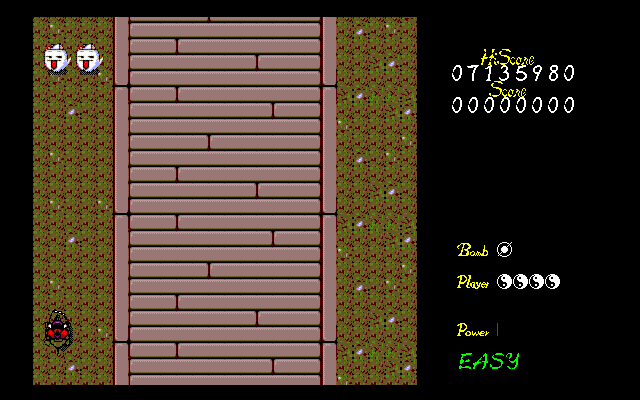 HiScore
07135980
Score
00000000
Bomb
Player
Power
EASY